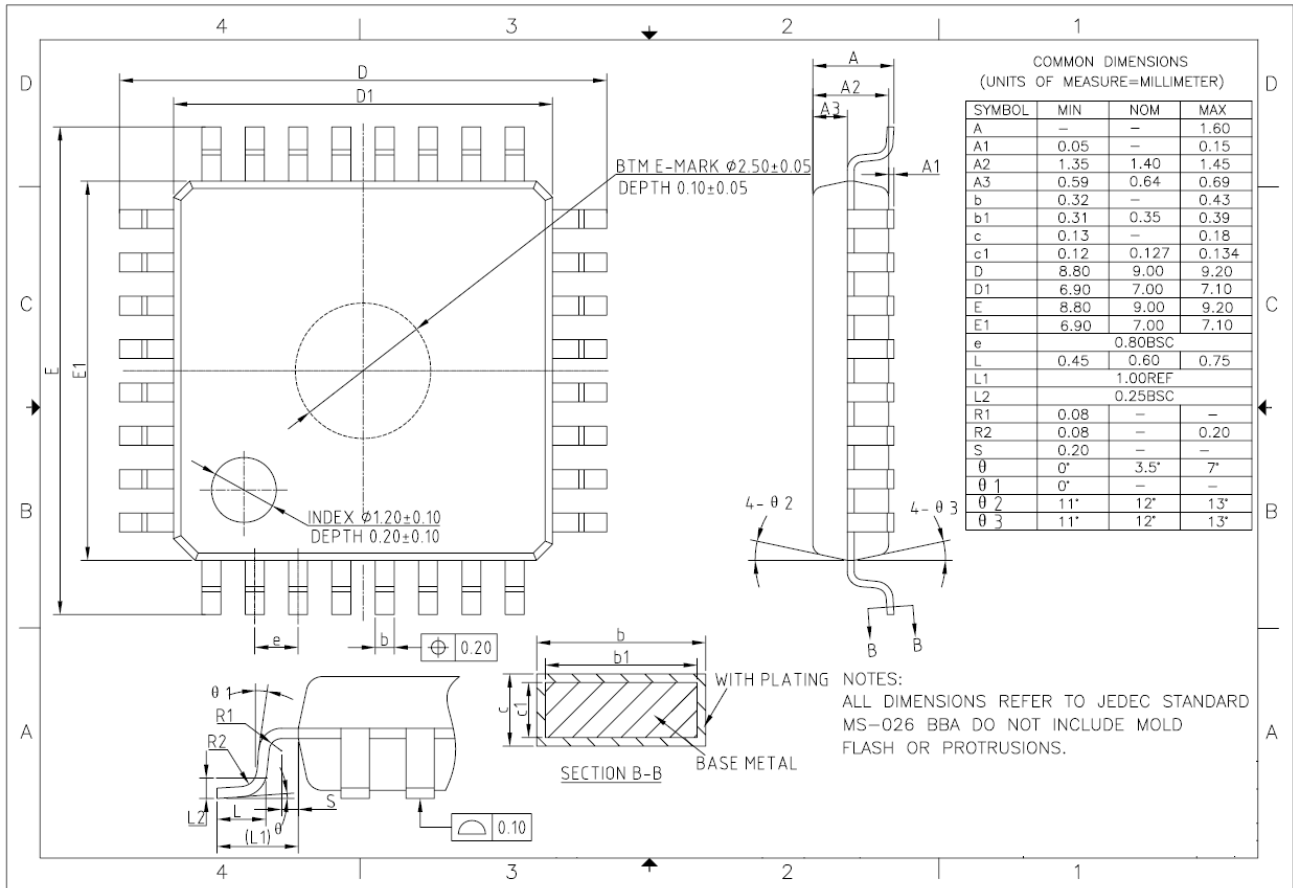 4 3 2 1
D D
C C
B B
A A
4 3 2 1
D
D1
E
E1
BTM E-MARK Ø2.50±0.05
DEPTH 0.10±0.05
INDEX Ø1.20±0.10
DEPTH 0.20±0.10
e
b
⌖ 0.20
A
A2
A3
A1
4-θ2
4-θ3
B B
COMMON DIMENSIONS
(UNITS OF MEASURE=MILLIMETER)
SYMBOL MIN NOM MAX
A – – 1.60
A1 0.05 – 0.15
A2 1.35 1.40 1.45
A3 0.59 0.64 0.69
b 0.32 – 0.43
b1 0.31 0.35 0.39
c 0.13 – 0.18
c1 0.12 0.127 0.134
D 8.80 9.00 9.20
D1 6.90 7.00 7.10
E 8.80 9.00 9.20
E1 6.90 7.00 7.10
e 0.80BSC
L 0.45 0.60 0.75
L1 1.00REF
L2 0.25BSC
R1 0.08 – –
R2 0.08 – 0.20
S 0.20 – –
θ 0° 3.5° 7°
θ1 0° – –
θ2 11° 12° 13°
θ3 11° 12° 13°
θ1
R1
R2
L2
L
(L1)
θ
S
⌓ 0.10
b
b1
c
c1
WITH PLATING
BASE METAL
SECTION B-B
NOTES:
ALL DIMENSIONS REFER TO JEDEC STANDARD
MS-026 BBA DO NOT INCLUDE MOLD
FLASH OR PROTRUSIONS.